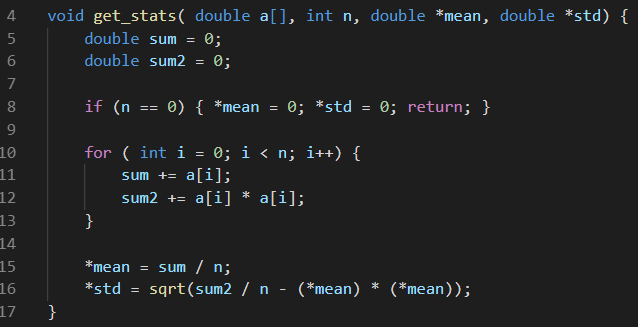 4 void get_stats( double a[], int n, double *mean, double *std) {
5     double sum = 0;
6     double sum2 = 0;
7
8     if (n == 0) { *mean = 0; *std = 0; return; }
9
10     for ( int i = 0; i < n; i++) {
11         sum += a[i];
12         sum2 += a[i] * a[i];
13     }
14
15     *mean = sum / n;
16     *std = sqrt(sum2 / n - (*mean) * (*mean));
17 }